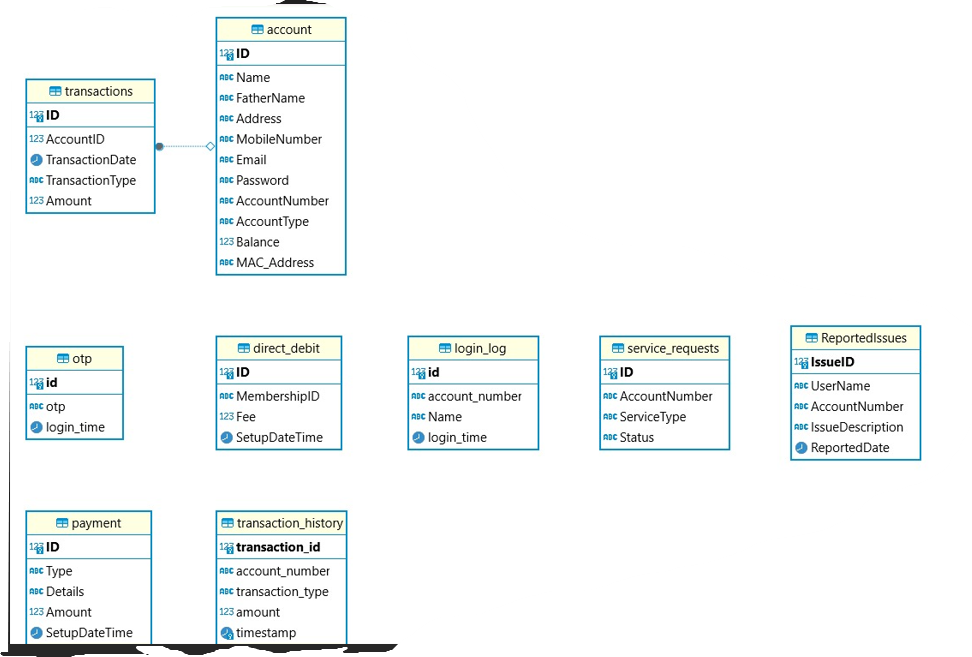 account
ID
Name
FatherName
Address
MobileNumber
Email
Password
AccountNumber
AccountType
Balance
MAC_Address
transactions
ID
AccountID
TransactionDate
TransactionType
Amount
otp
id
otp
login_time
direct_debit
ID
MembershipID
Fee
SetupDateTime
login_log
id
account_number
Name
login_time
service_requests
ID
AccountNumber
ServiceType
Status
ReportedIssues
IssueID
UserName
AccountNumber
IssueDescription
ReportedDate
payment
ID
Type
Details
Amount
SetupDateTime
transaction_history
transaction_id
account_number
transaction_type
amount
timestamp